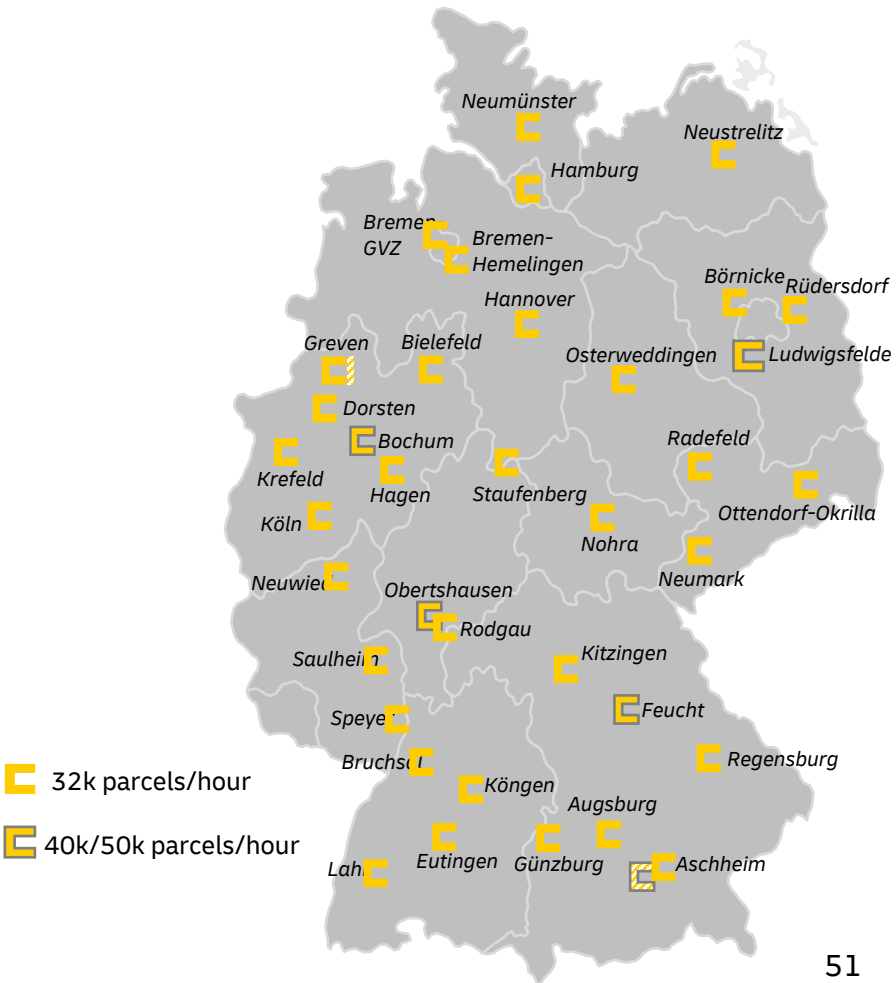 Neumünster
Neustrelitz
Hamburg
Bremen
GVZ
Bremen-
Hemelingen
Börnicke
Rüdersdorf
Hannover
Greven
Bielefeld
Osterweddingen
Ludwigsfelde
Dorsten
Bochum
Radefeld
Krefeld
Hagen
Staufenberg
Ottendorf-Okrilla
Köln
Nohra
Neumark
Neuwied
Obertshausen
Rodgau
Saulheim
Kitzingen
Speyer
Feucht
Bruchsal
Regensburg
32k parcels/hour
Köngen
Augsburg
40k/50k parcels/hour
Eutingen
Günzburg
Aschheim
Lahr
51